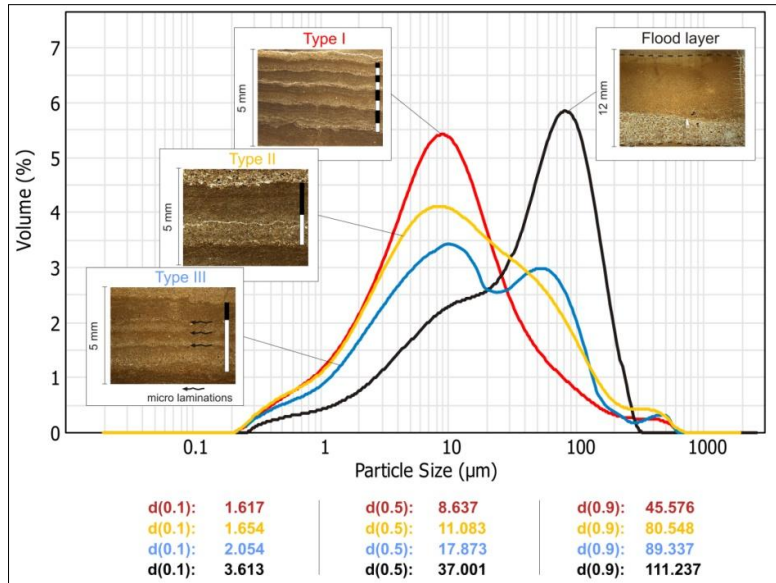 Type I
5 mm
Type II
5 mm
Type III
5 mm
micro laminations
Flood layer
12 mm
Volume (%)
7
6
5
4
3
2
1
0
0.1 1 10 100 1000
Particle Size (µm)
d(0.1): 1.617 d(0.5): 8.637 d(0.9): 45.576
d(0.1): 1.654 d(0.5): 11.083 d(0.9): 80.548
d(0.1): 2.054 d(0.5): 17.873 d(0.9): 89.337
d(0.1): 3.613 d(0.5): 37.001 d(0.9): 111.237